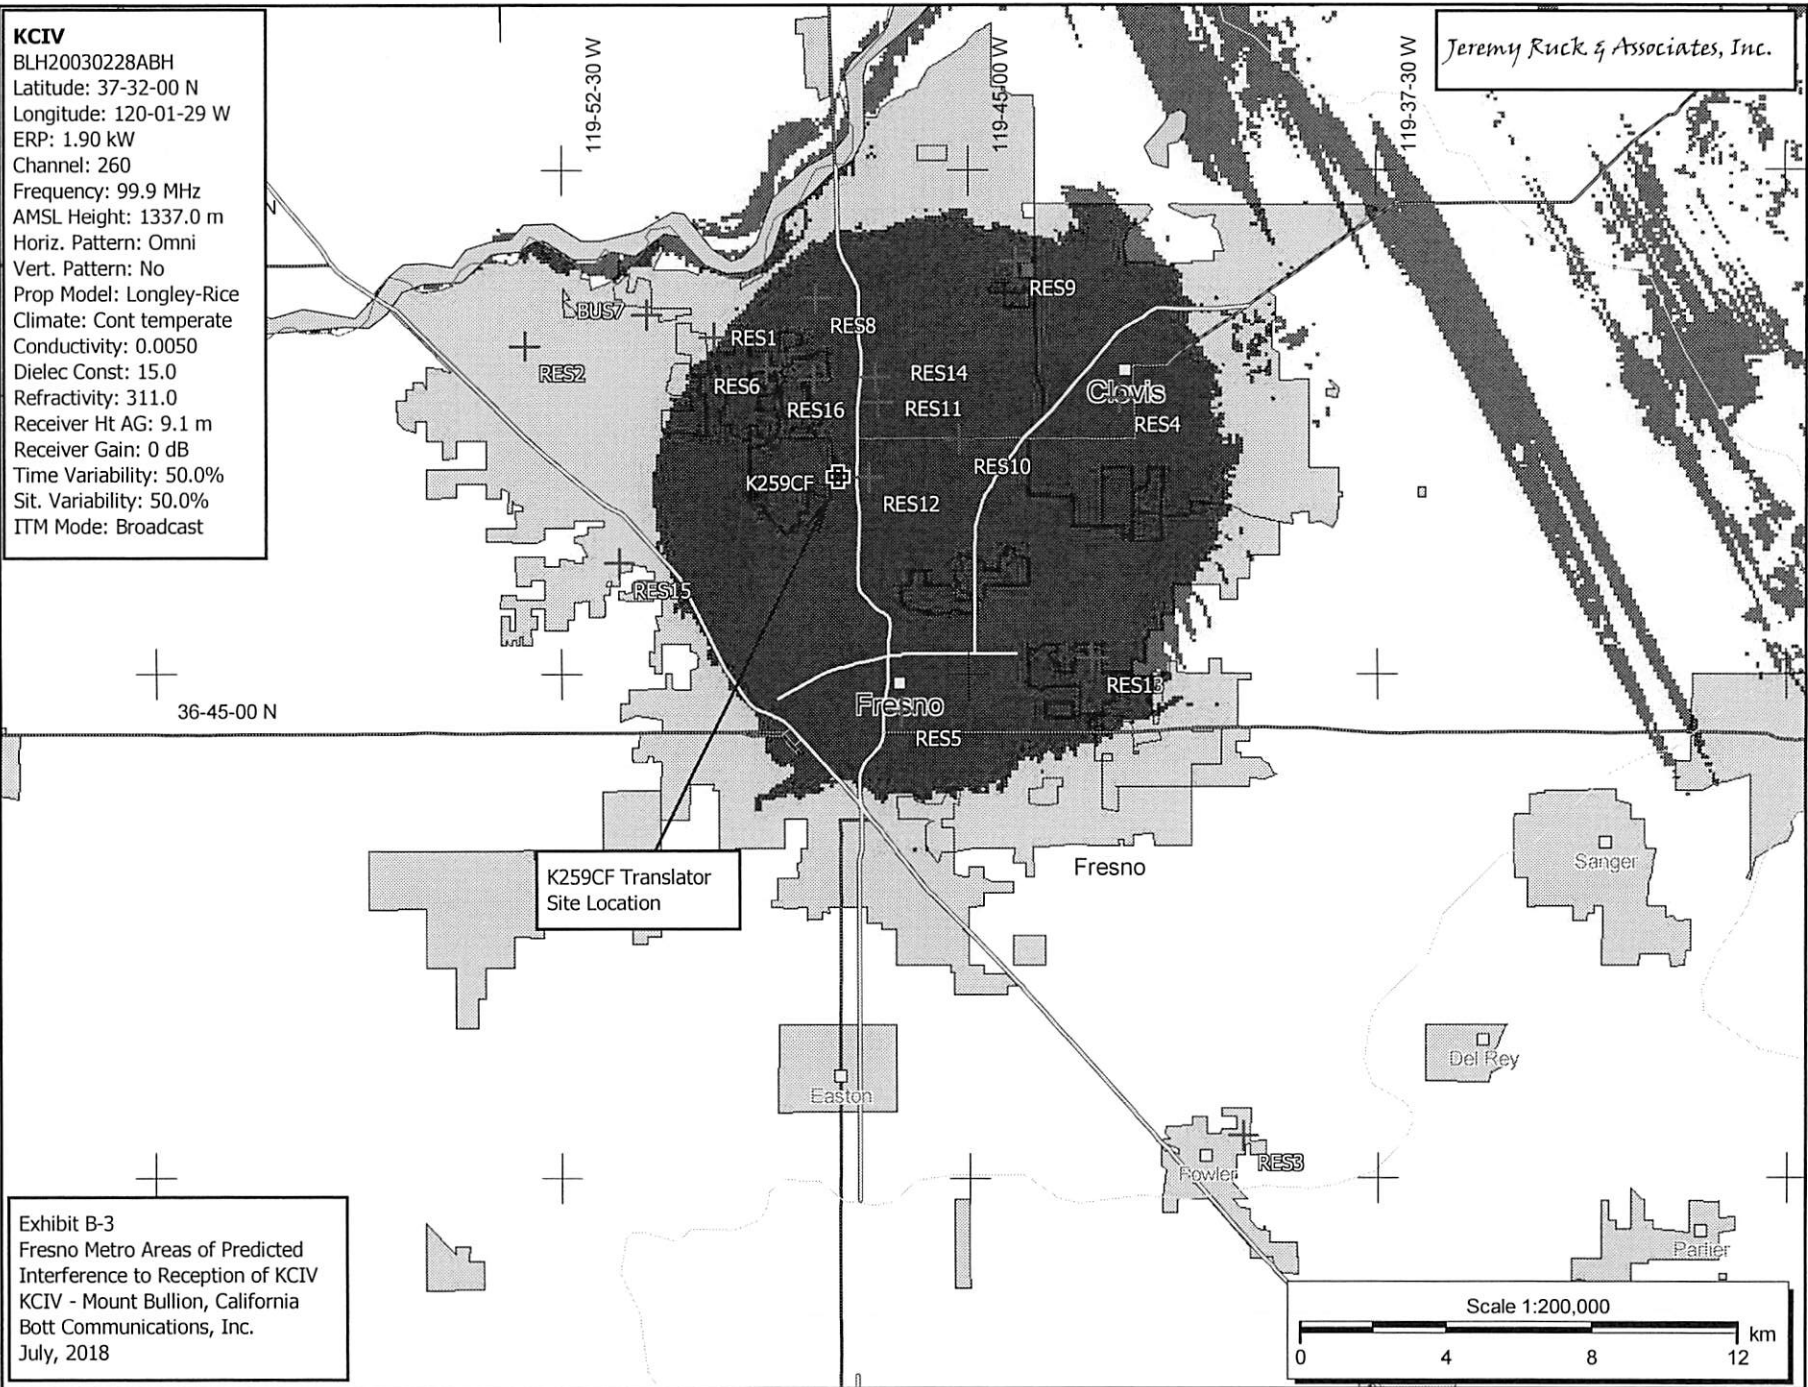 KCIV
BLH20030228ABH
Latitude: 37-32-00 N
Longitude: 120-01-29 W
ERP: 1.90 kW
Channel: 260
Frequency: 99.9 MHz
AMSL Height: 1337.0 m
Horiz. Pattern: Omni
Vert. Pattern: No
Prop Model: Longley-Rice
Climate: Cont temperate
Conductivity: 0.0050
Dielec Const: 15.0
Refractivity: 311.0
Receiver Ht AG: 9.1 m
Receiver Gain: 0 dB
Time Variability: 50.0%
Sit. Variability: 50.0%
ITM Mode: Broadcast
119-52-30 W
119-45-00 W
119-37-30 W
Jeremy Ruck & Associates, Inc.
N
RES9
BUS7
RES8
RES1
RES2
RES14
RES6
RES16
RES11
Clovis
RES4
RES10
K259CF
RES12
RES15
RES13
36-45-00 N
Fresno
RES5
K259CF Translator
Site Location
Fresno
Sanger
Del Rey
Easton
RES3
Fowler
Parlier
Exhibit B-3
Fresno Metro Areas of Predicted
Interference to Reception of KCIV
KCIV - Mount Bullion, California
Bott Communications, Inc.
July, 2018
Scale 1:200,000
km
0 4 8 12